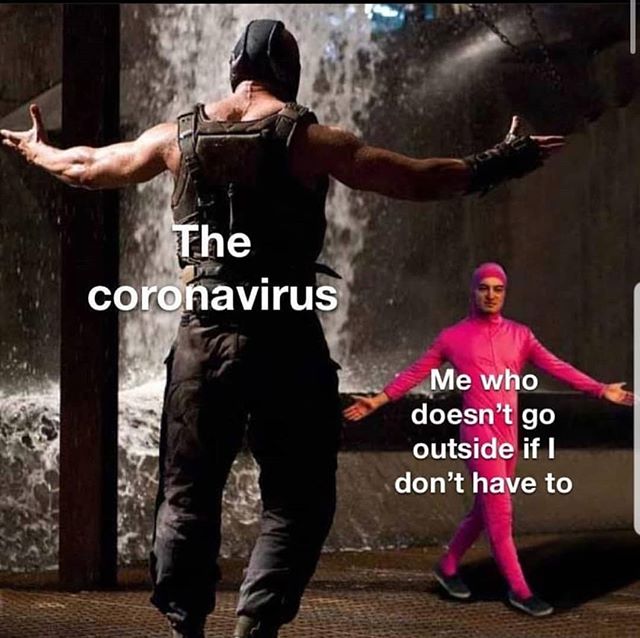 The
coronavirus
Me who
doesn't go
outside if I
don't have to